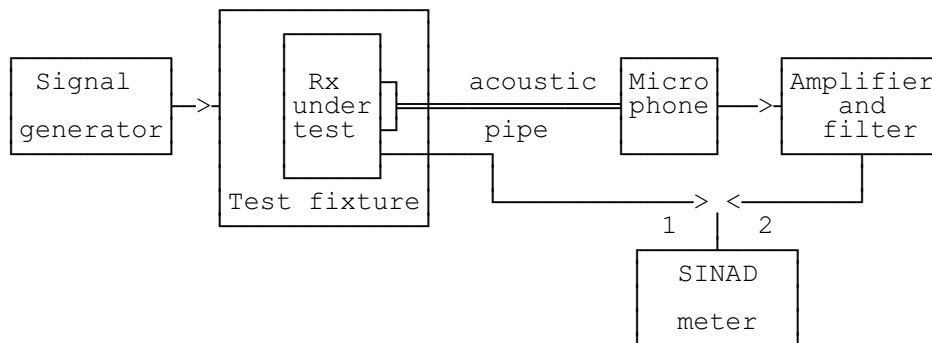 Signal
generator
Rx
under
test
Test fixture
acoustic
pipe
Micro
phone
Amplifier
and
filter
1
2
SINAD
meter